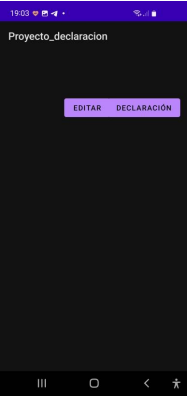 19:03
Proyecto_declaracion
EDITAR DECLARACIÓN